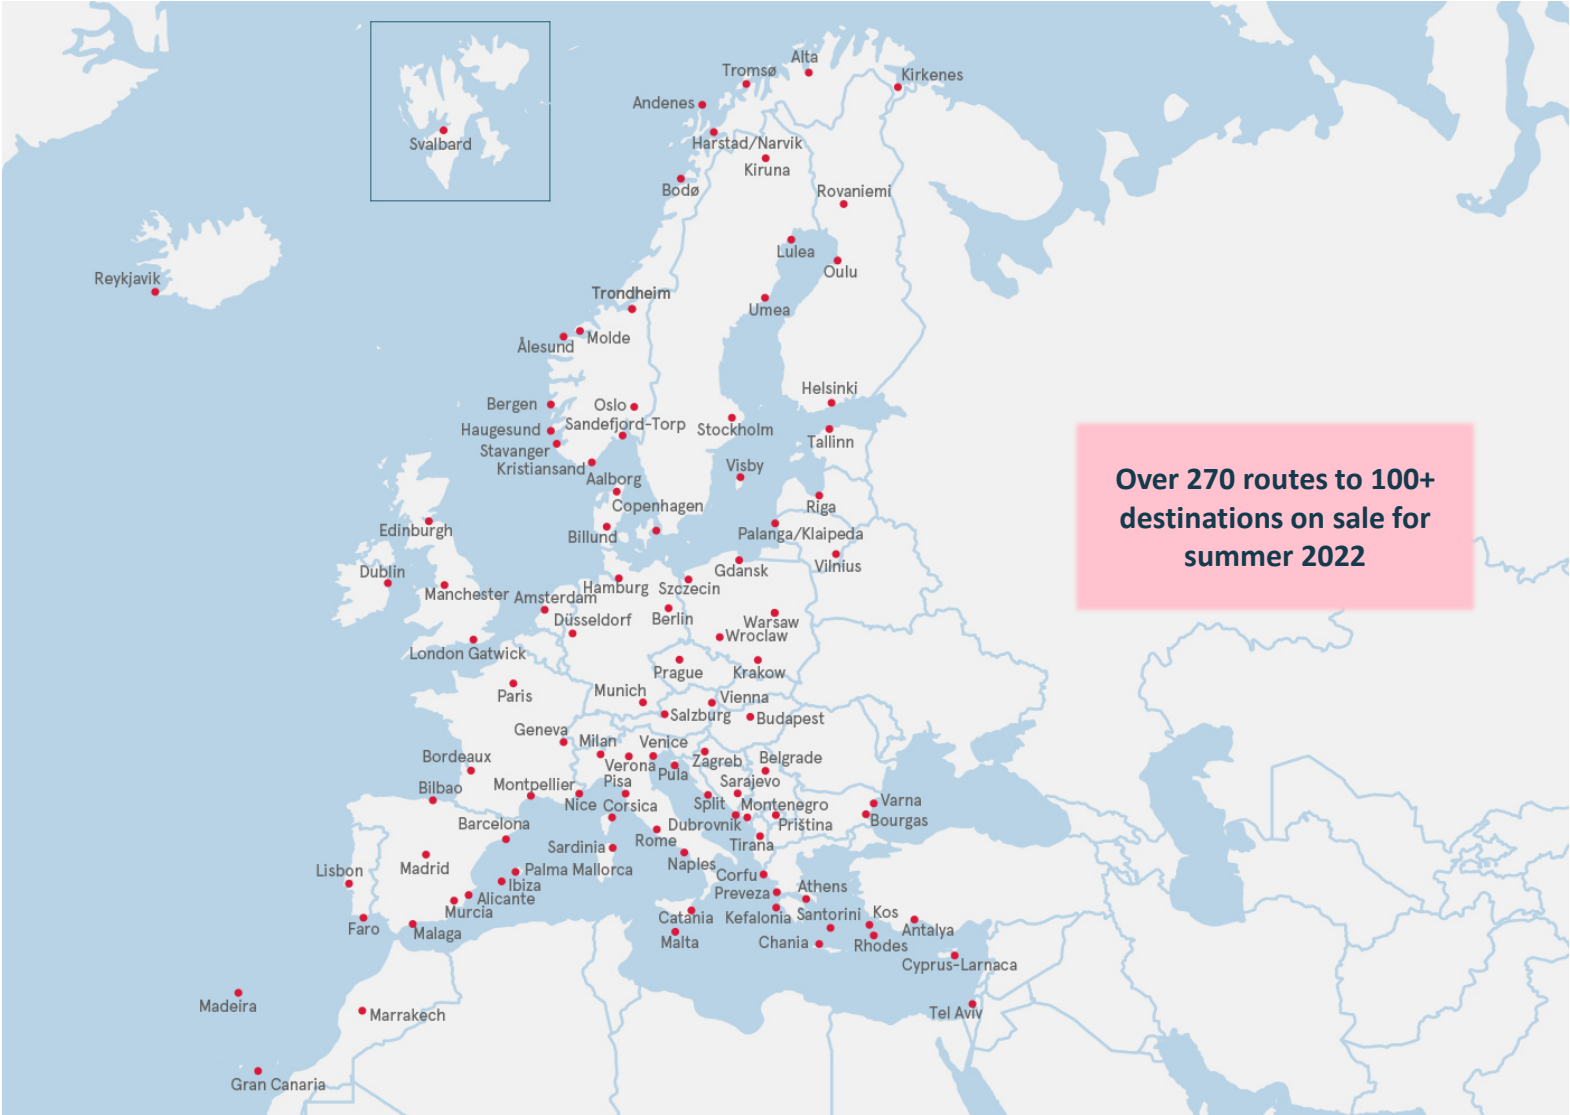 Alta
Tromsø
Kirkenes
Andenes
Harstad/Narvik
Svalbard
Kiruna
Bodø
Rovaniemi
Lulea
Oulu
Reykjavik
Trondheim
Umea
Molde
Ålesund
Helsinki
Bergen
Oslo
Sandefjord-Torp
Haugesund
Stockholm
Tallinn
Stavanger
Kristiansand
Visby
Aalborg
Copenhagen
Riga
Over 270 routes to 100+
destinations on sale for
summer 2022
Edinburgh
Billund
Palanga/Klaipeda
Vilnius
Gdansk
Dublin
Hamburg
Szczecin
Manchester
Amsterdam
Düsseldorf
Berlin
Warsaw
Wroclaw
London Gatwick
Prague
Krakow
Paris
Munich
Vienna
Salzburg
Budapest
Geneva
Milan
Venice
Bordeaux
Verona
Pula
Zagreb
Belgrade
Bilbao
Montpellier
Pisa
Sarajevo
Nice
Corsica
Split
Montenegro
Varna
Barcelona
Dubrovnik
Priština
Bourgas
Rome
Tirana
Sardinia
Naples
Madrid
Lisbon
Palma Mallorca
Corfu
Ibiza
Preveza
Athens
Alicante
Murcia
Catania
Kefalonia
Santorini
Kos
Faro
Malaga
Malta
Chania
Rhodes
Antalya
Cyprus-Larnaca
Madeira
Marrakech
Tel Aviv
Gran Canaria